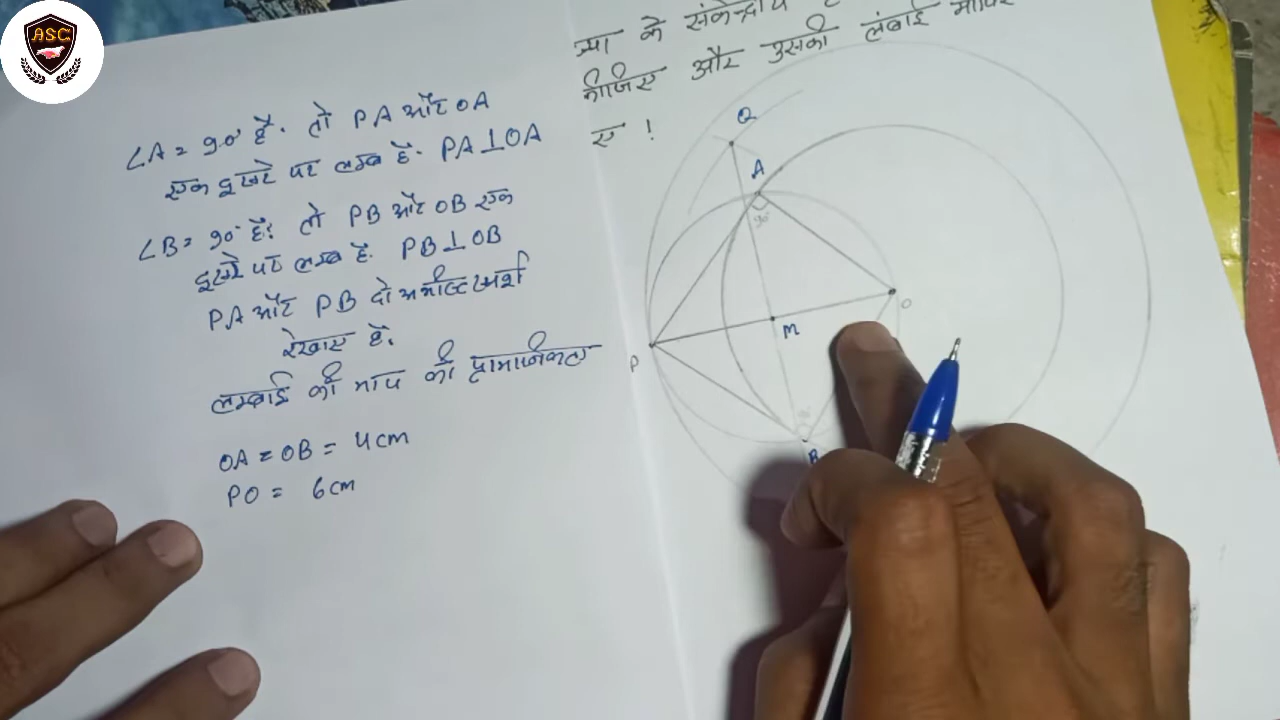 ASC
∠A = 90° है. तो PA और OA
एक दूसरे पर लम्ब है. PA⊥OA
∠B = 90° है. तो PB और OB एक
दूसरे पर लम्ब है. PB⊥OB
PA और PB दो अभीष्ट स्पर्श
रेखाए हैं.
लम्बाई की माप की प्रामाणिकता
OA = OB = 4cm
PO = 6cm
के
कीजिए और उसकी लंबाई
ए !
Q
A
90°
O
M
P
B